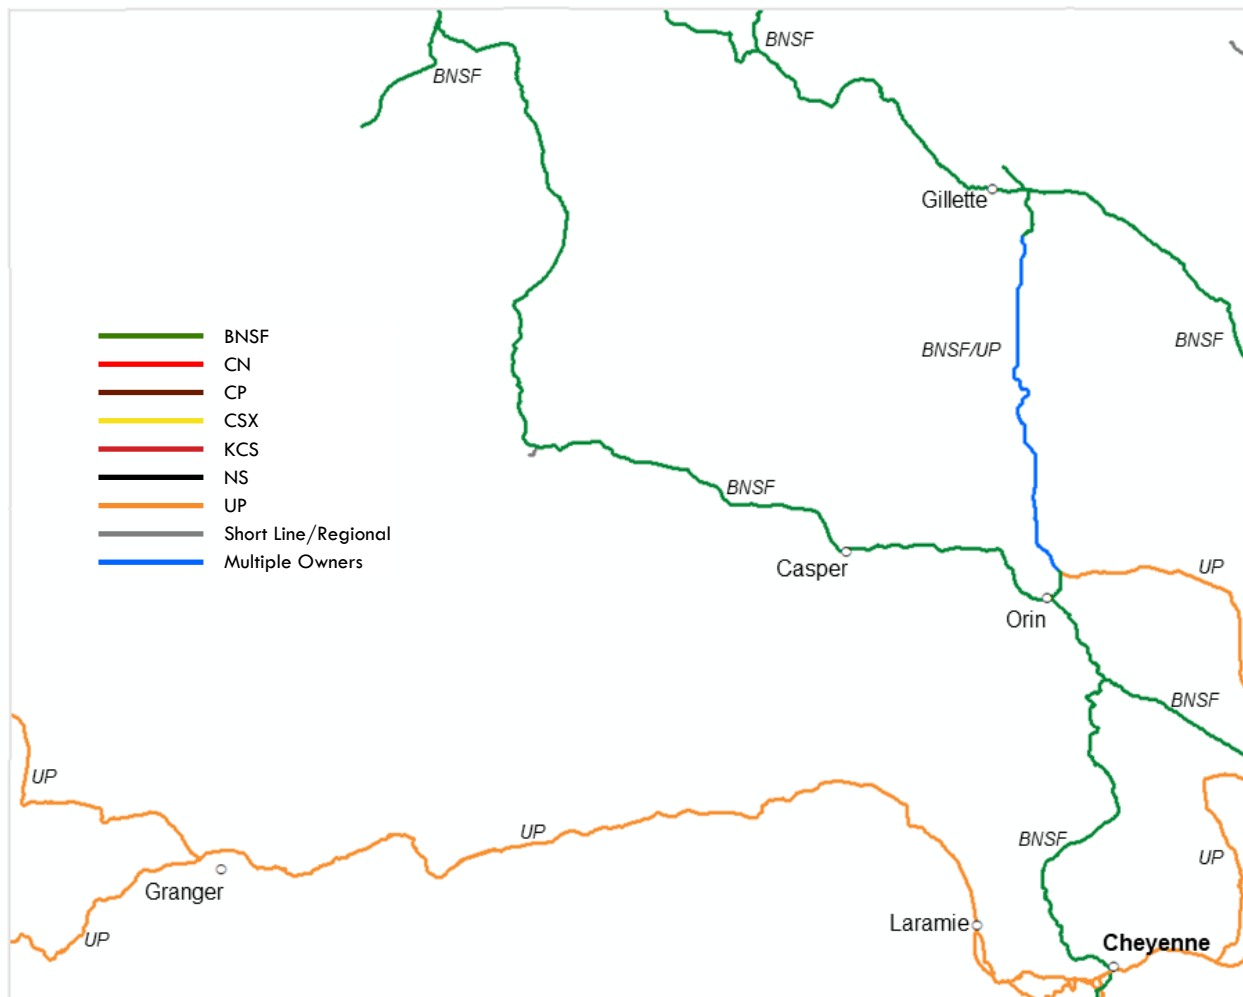 BNSF
BNSF
Gillette
BNSF
CN
CP
CSX
KCS
NS
UP
Short Line/Regional
Multiple Owners
BNSF/UP
BNSF
BNSF
Casper
UP
Orin
BNSF
UP
UP
BNSF
UP
Granger
Laramie
UP
Cheyenne